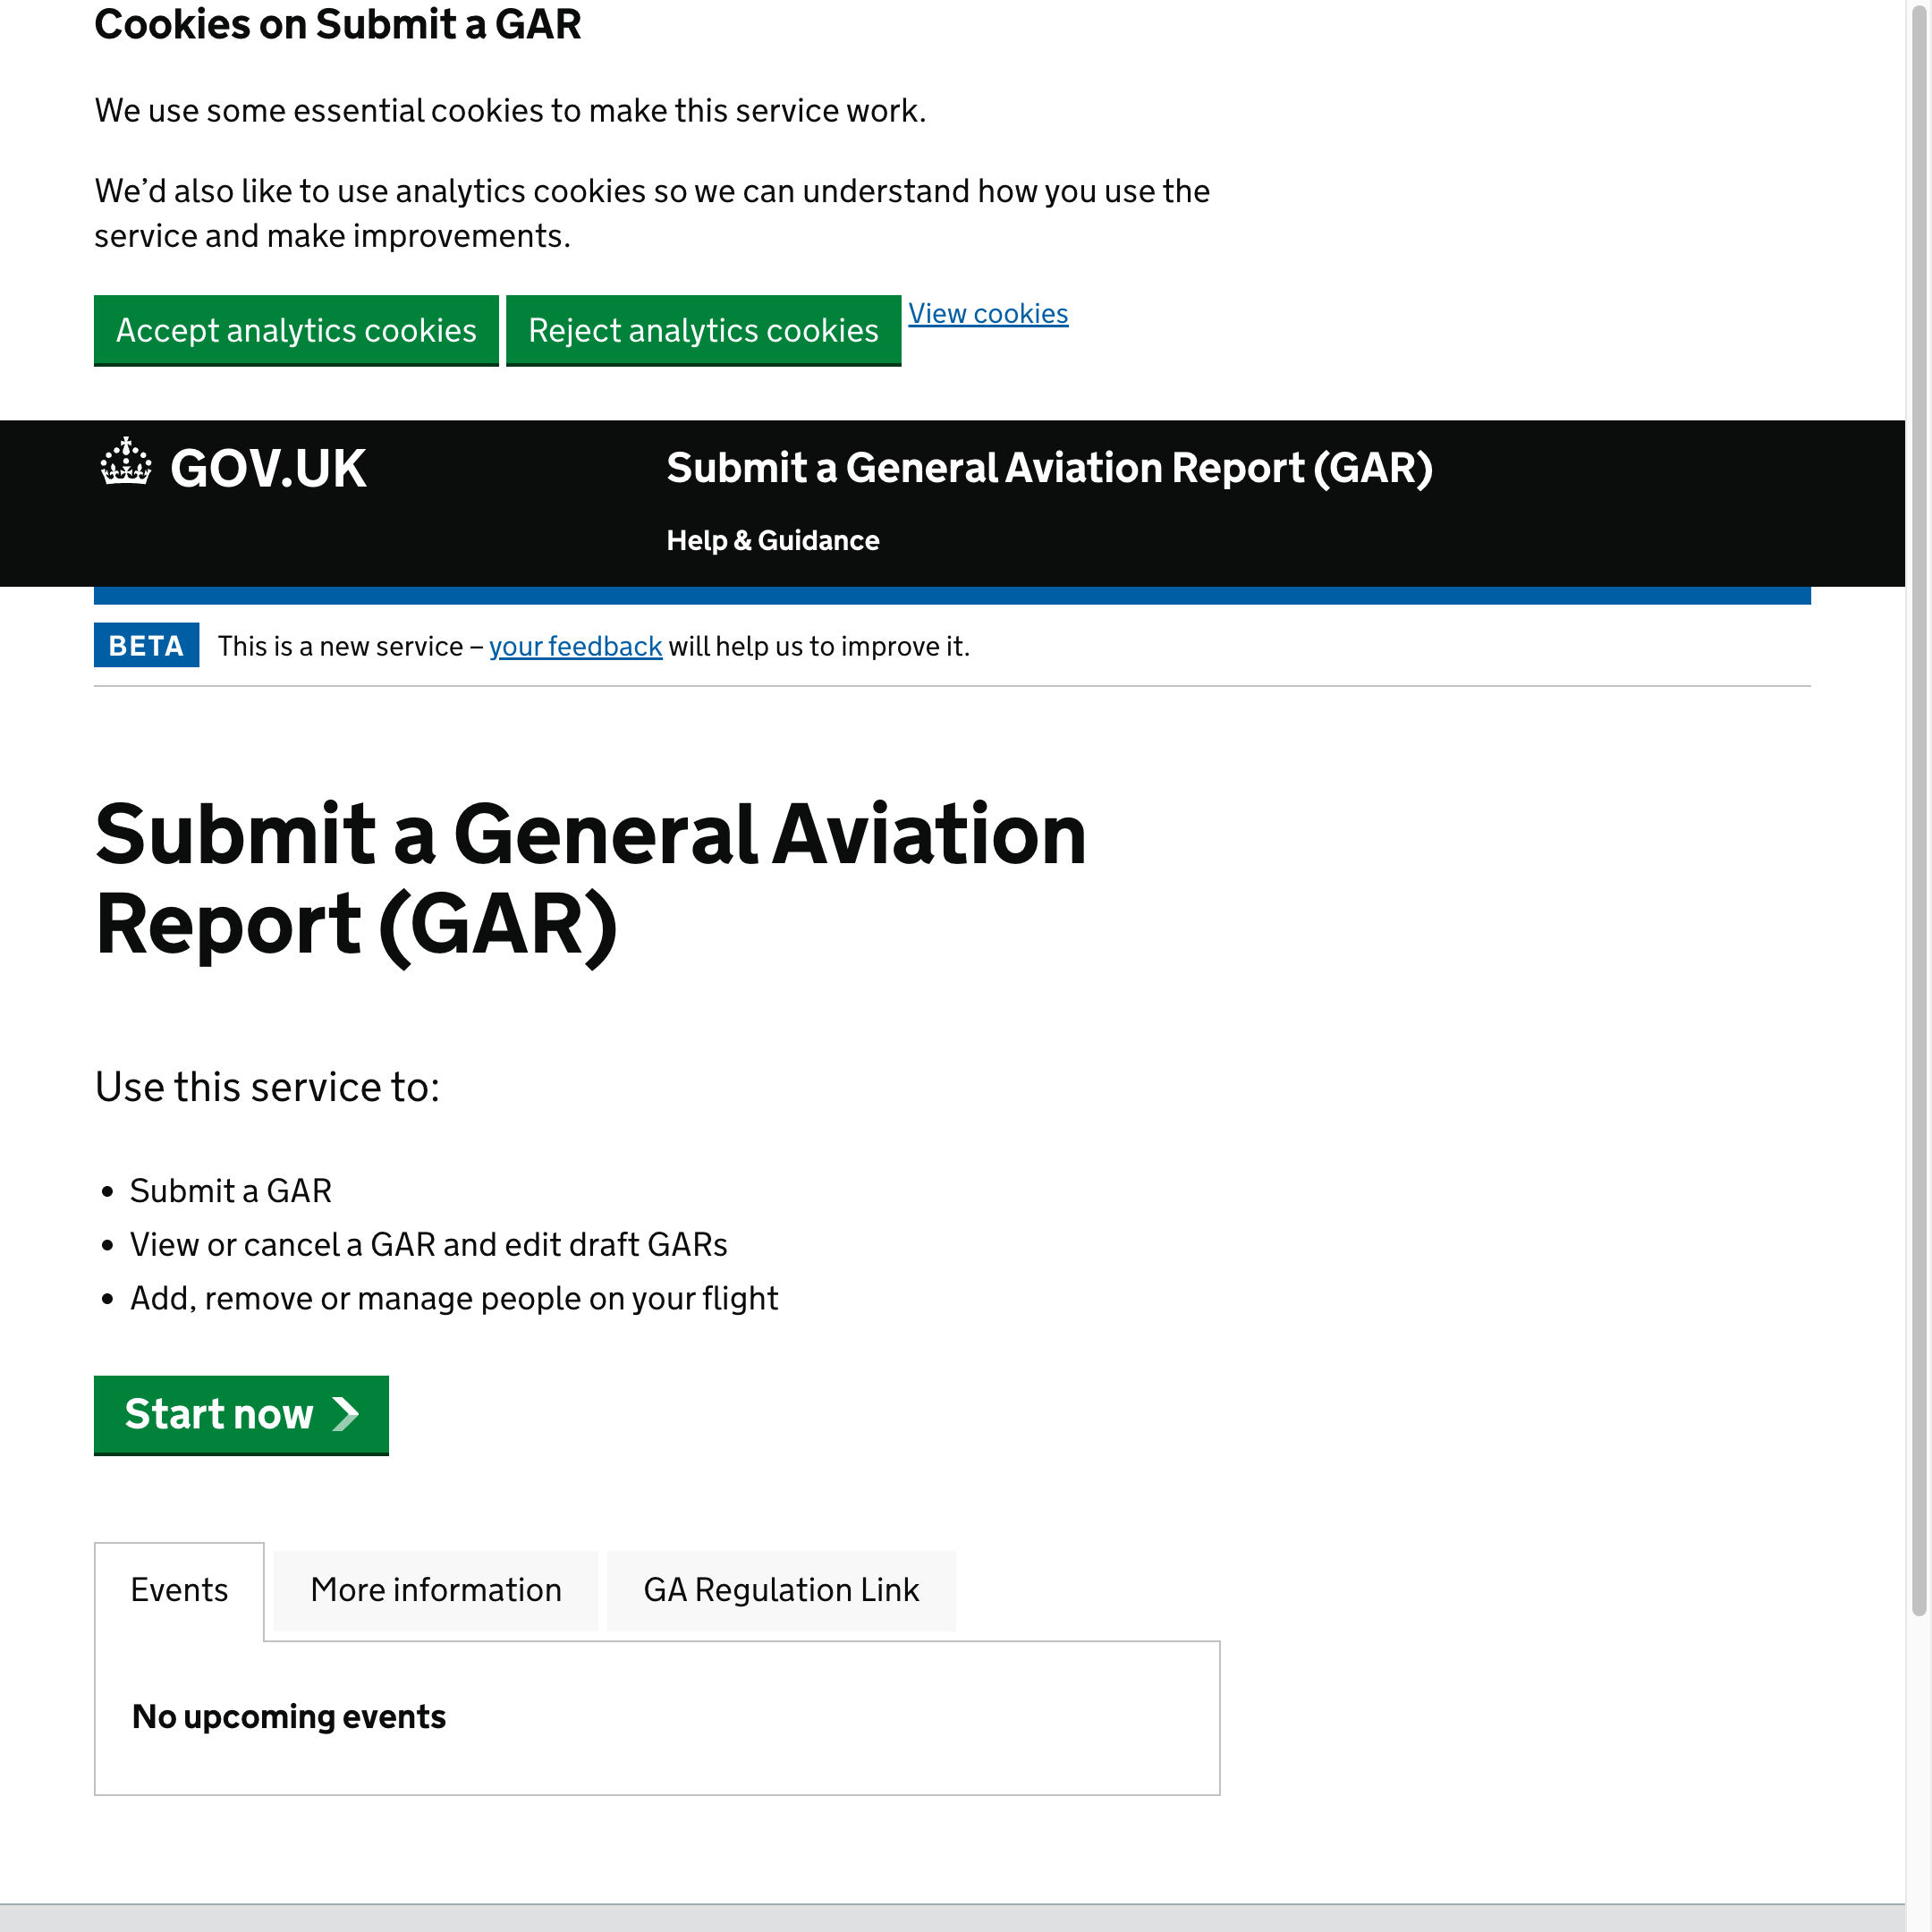 Cookies on Submit a GAR
We use some essential cookies to make this service work.
We’d also like to use analytics cookies so we can understand how you use the
service and make improvements.
Accept analytics cookies Reject analytics cookies View cookies
GOV.UK Submit a General Aviation Report (GAR)
Help & Guidance
BETA This is a new service – your feedback will help us to improve it.
Submit a General Aviation
Report (GAR)
Use this service to:
• Submit a GAR
• View or cancel a GAR and edit draft GARs
• Add, remove or manage people on your flight
Start now
Events More information GA Regulation Link
No upcoming events